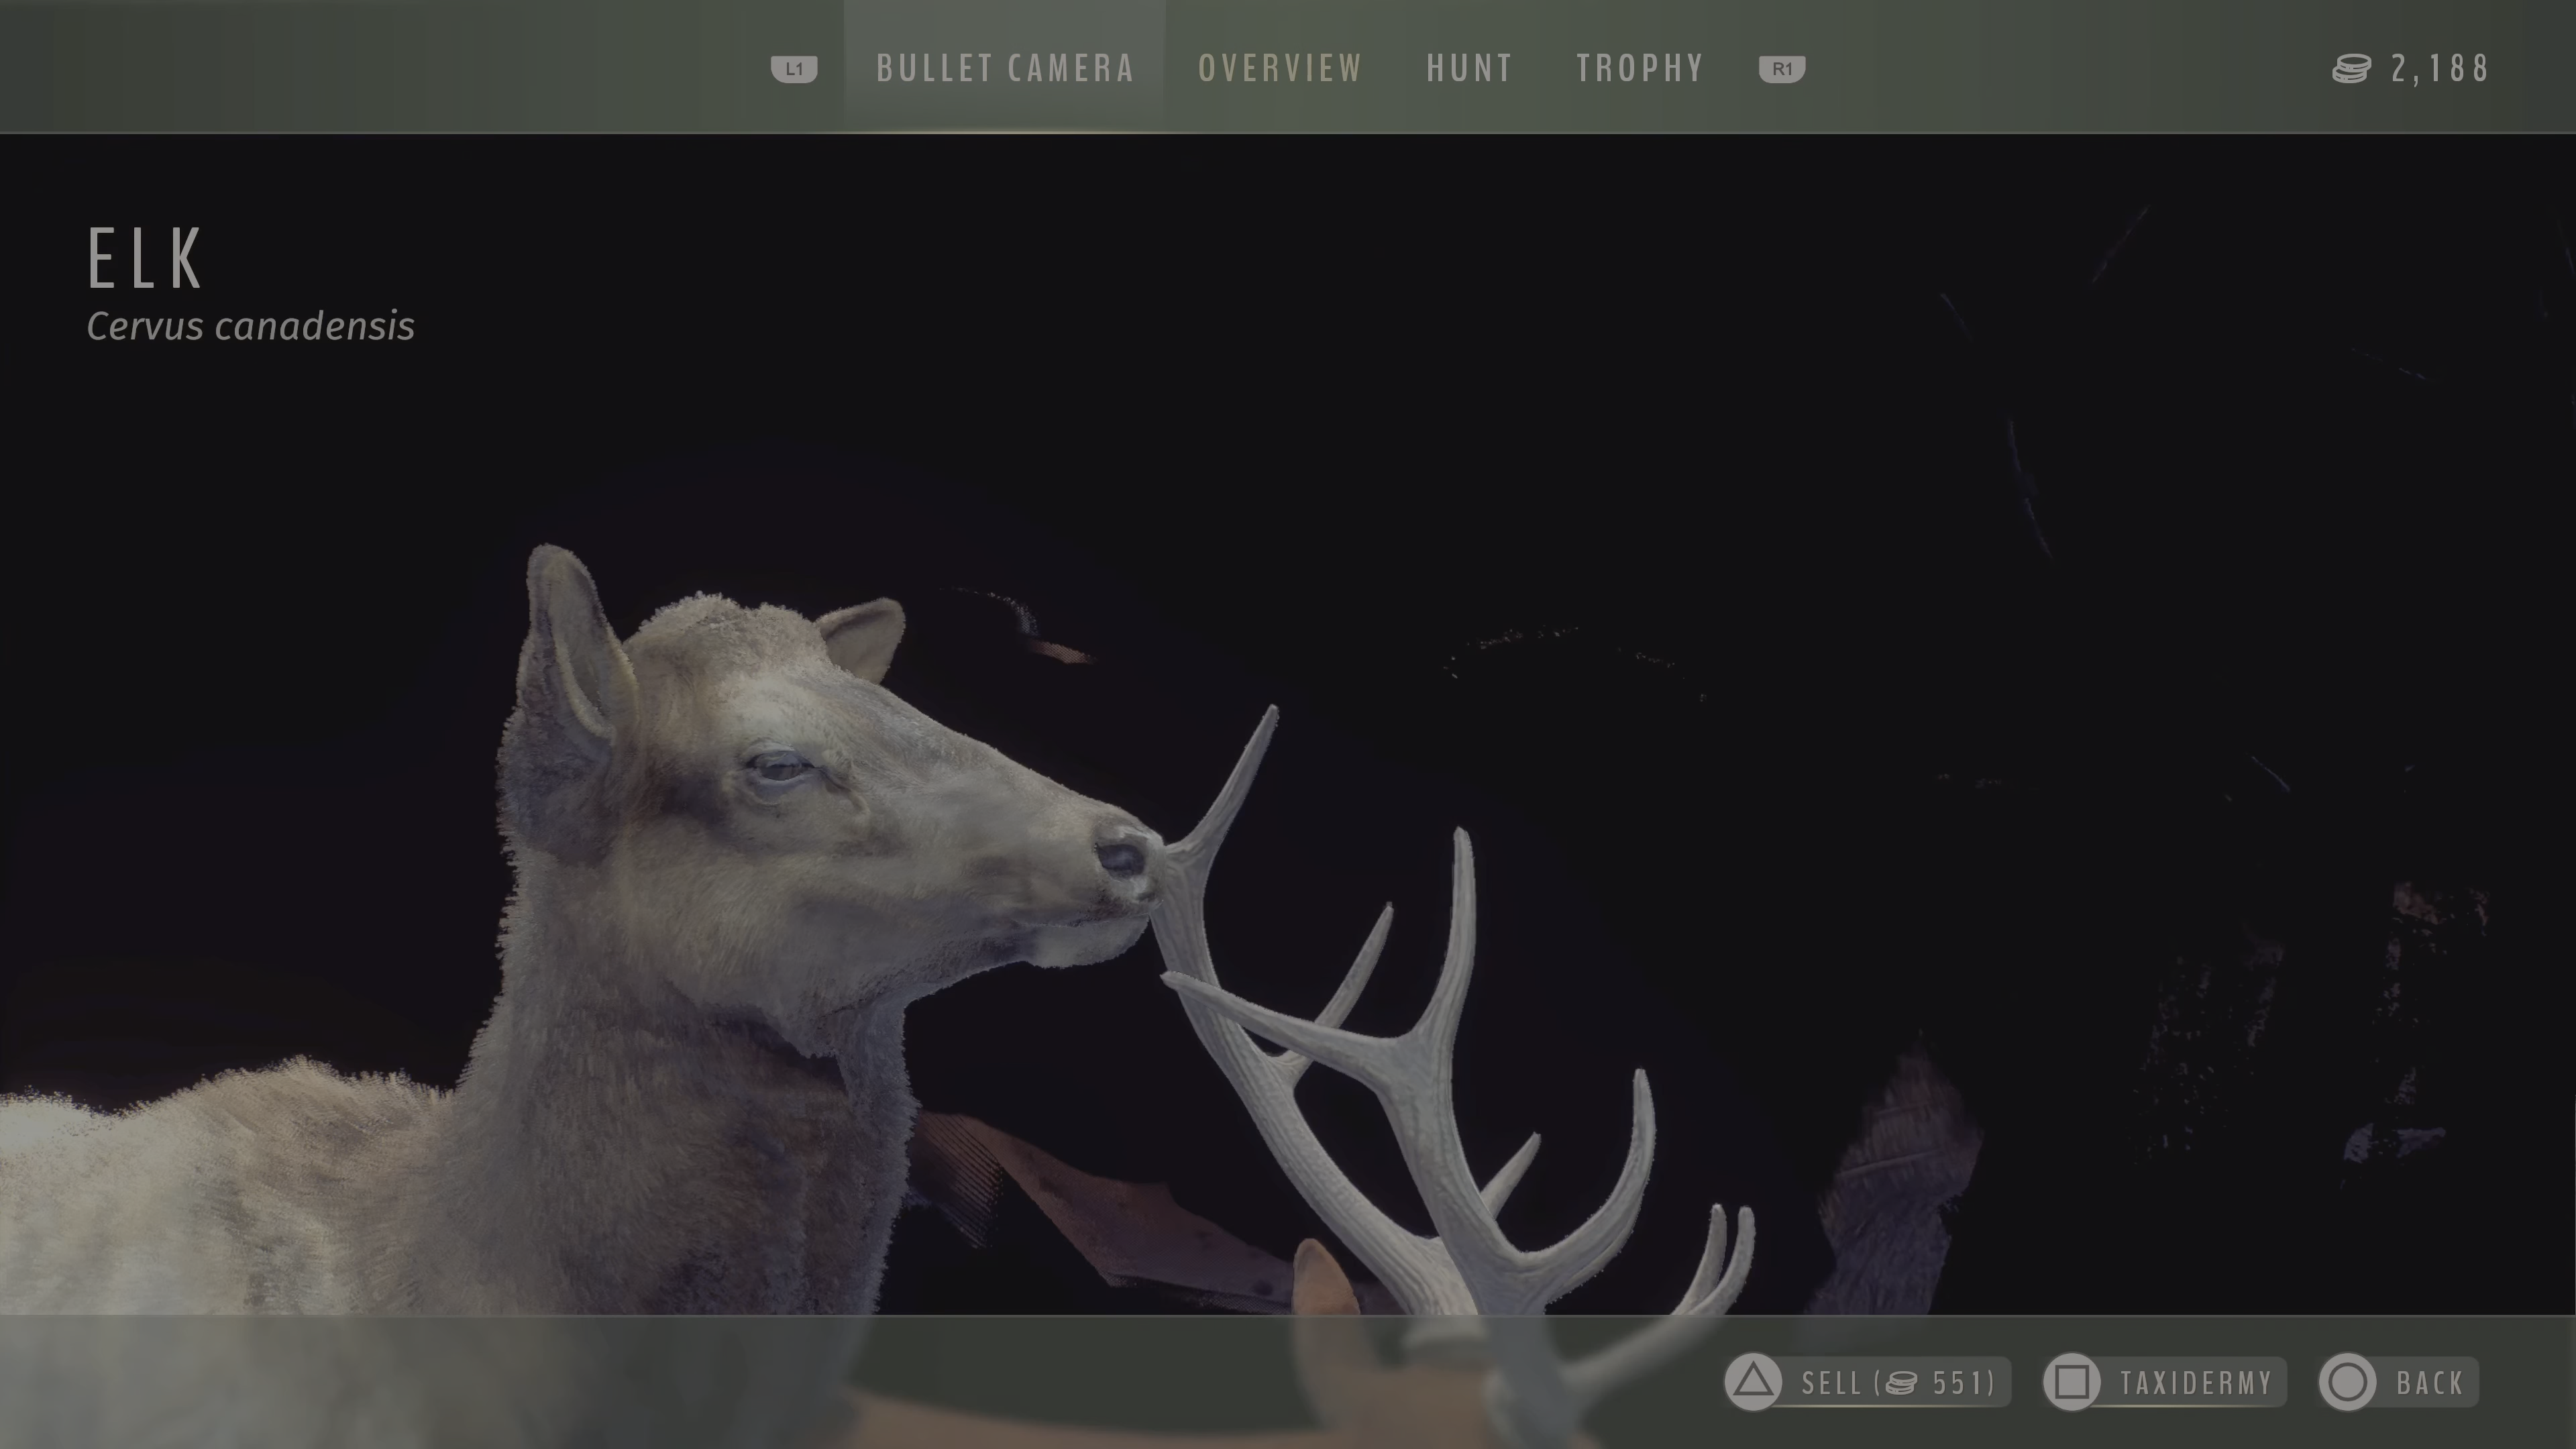 L1 BULLET CAMERA OVERVIEW HUNT TROPHY R1 2,188
ELK
Cervus canadensis
SELL ( 551) TAXIDERMY BACK